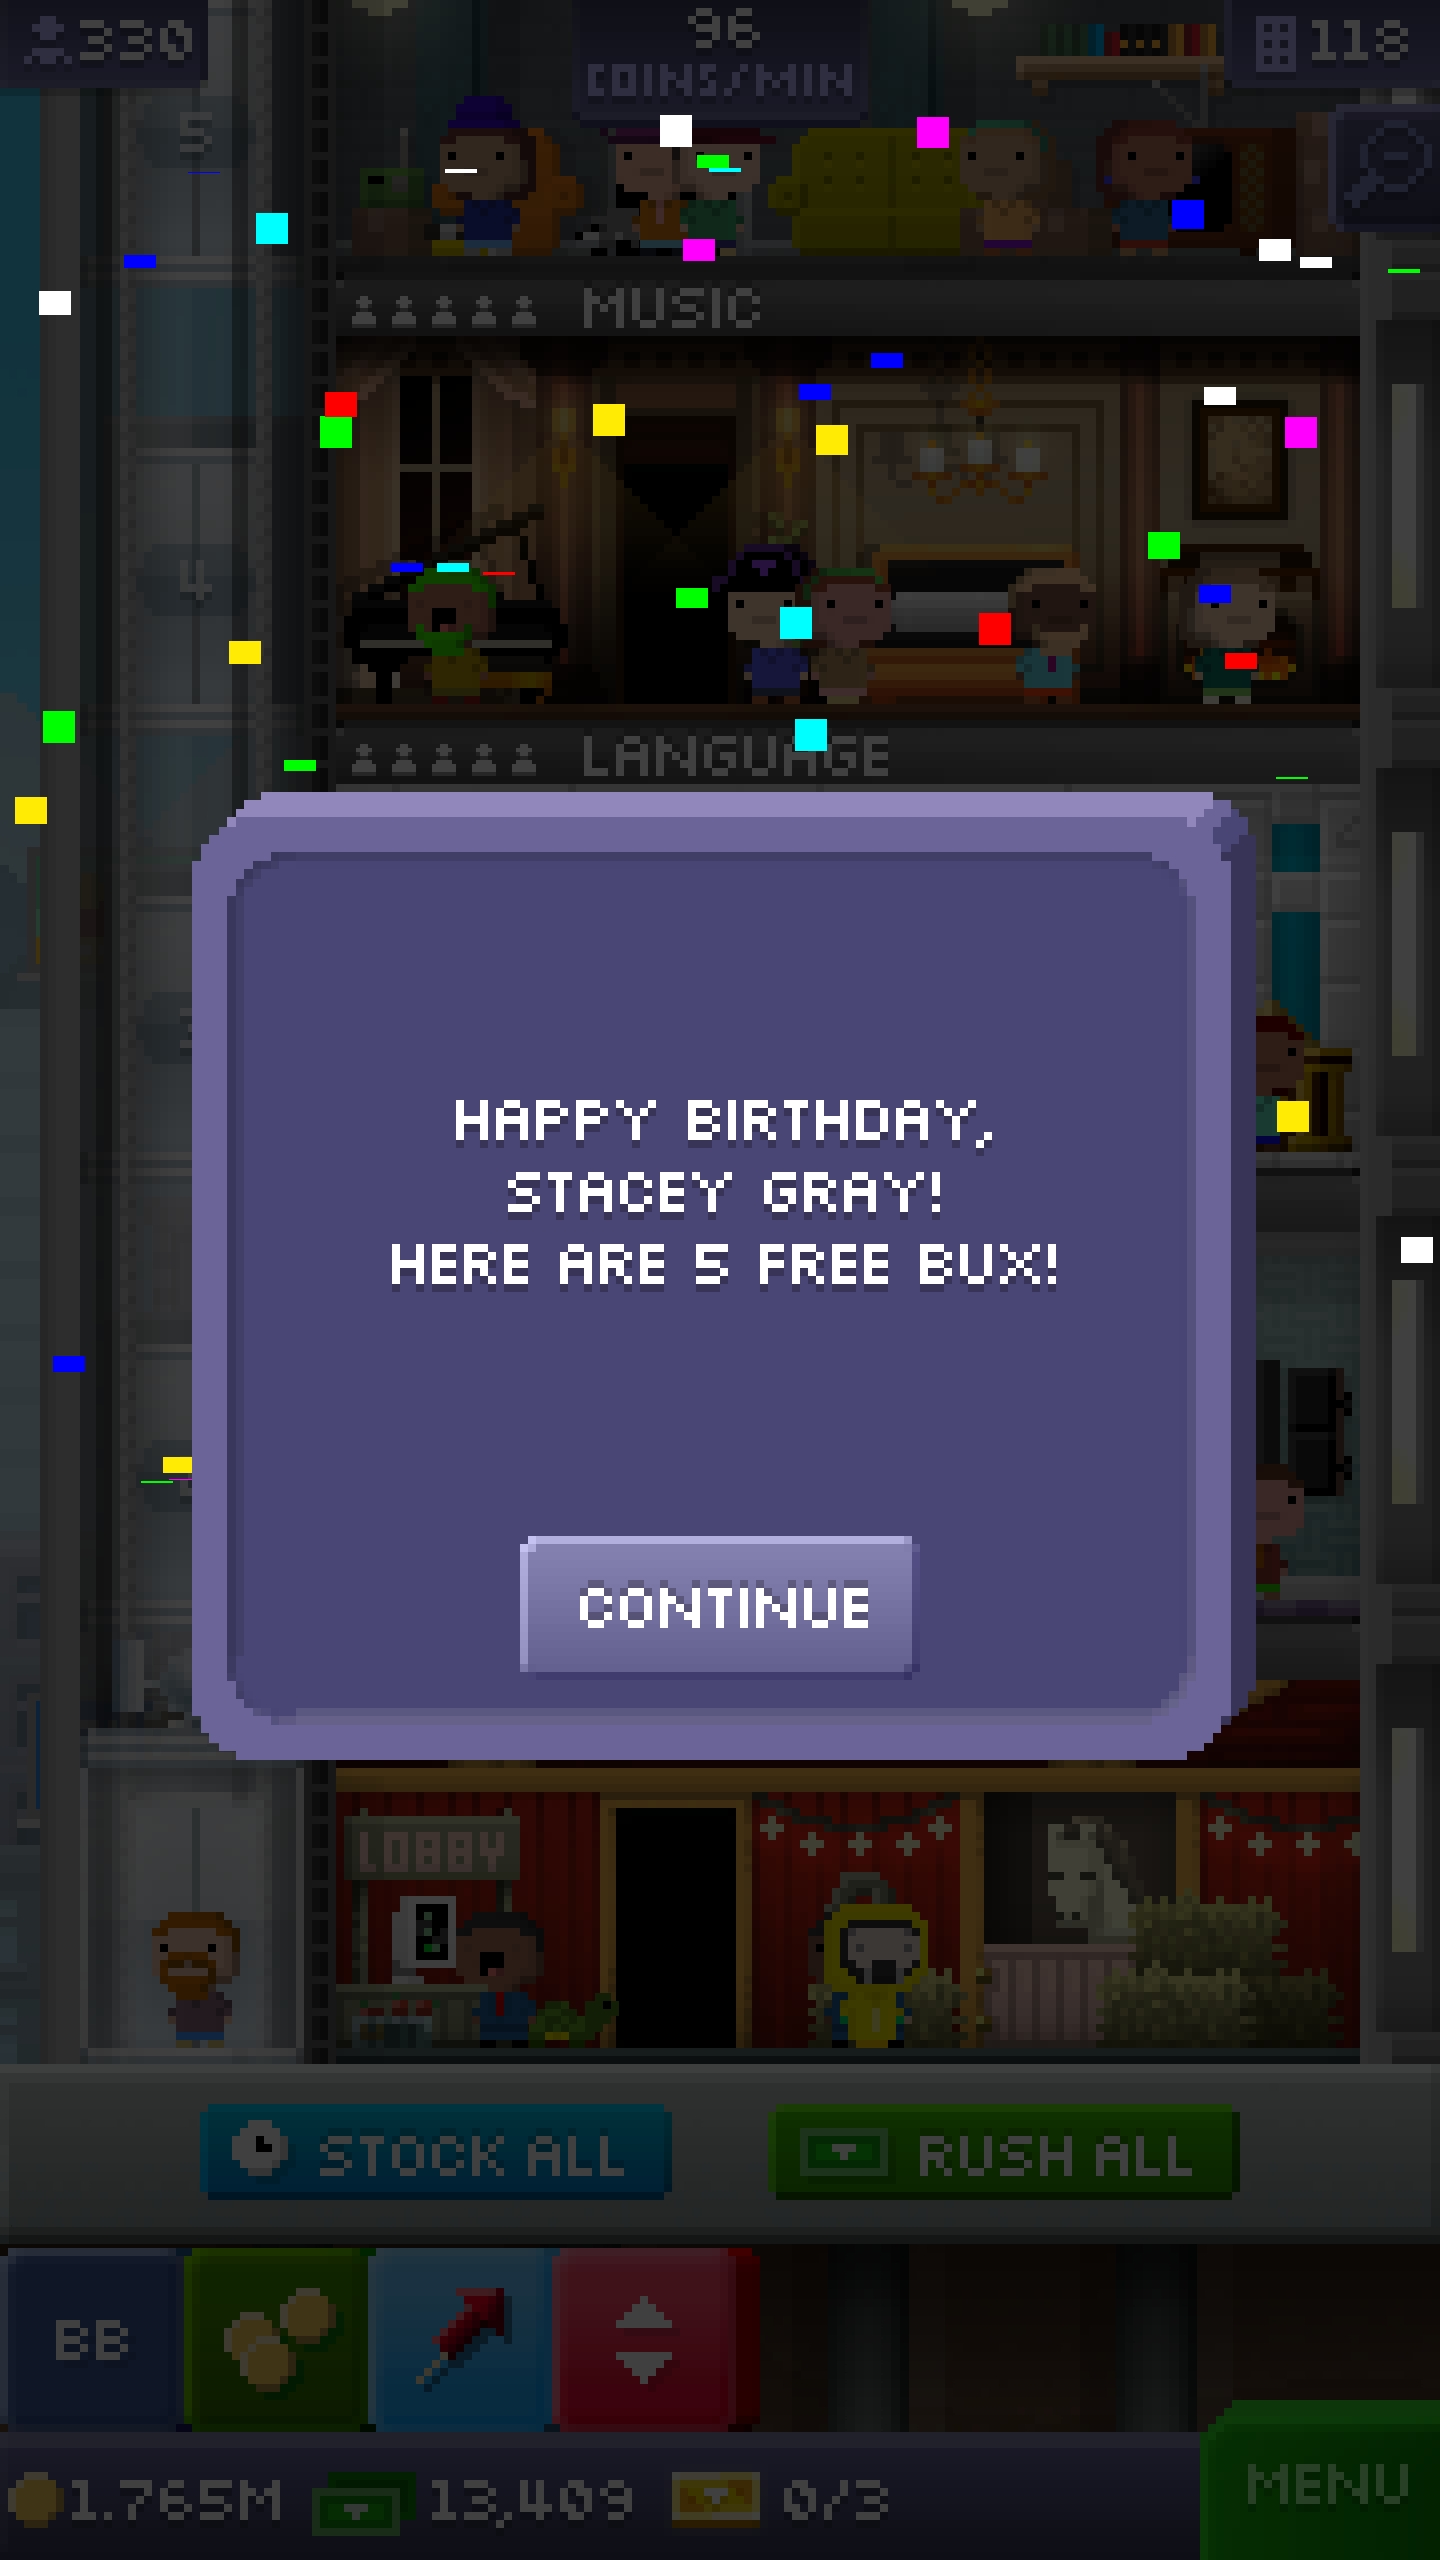 330
96
COINS/MIN
118
5
MUSIC
4
LANGUAGE
HAPPY BIRTHDAY,
STACEY GRAY!
HERE ARE 5 FREE BUX!
CONTINUE
LOBBY
STOCK ALL
RUSH ALL
BB
1.765M
13,409
0/3
MENU